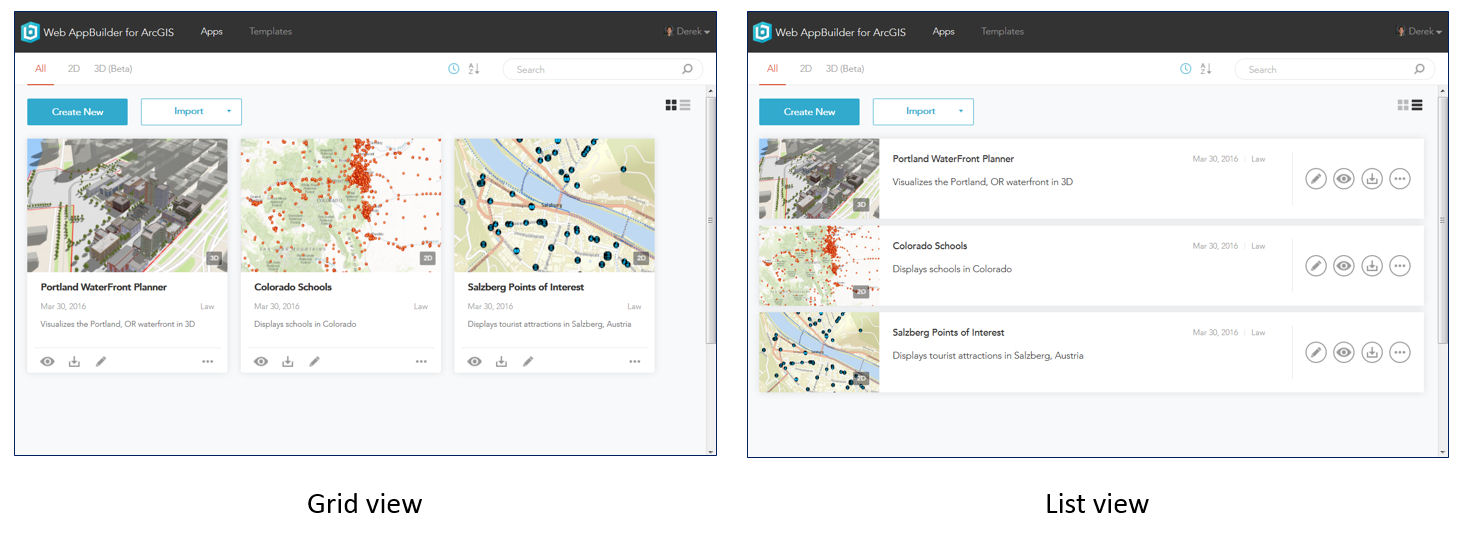 Web AppBuilder for ArcGIS Apps Templates Derek
All 2D 3D (Beta) Search
Create New Import
3D 2D 2D
COLORADO
Salzburg
Portland WaterFront Planner Colorado Schools Salzberg Points of Interest
Mar 30, 2016 Law Mar 30, 2016 Law Mar 30, 2016 Law
Visualizes the Portland, OR waterfront in 3D Displays schools in Colorado Displays tourist attractions in Salzberg, Austria
Grid view
Web AppBuilder for ArcGIS Apps Templates Derek
All 2D 3D (Beta) Search
Create New Import
Portland WaterFront Planner Mar 30, 2016 Law
Visualizes the Portland, OR waterfront in 3D
3D
Colorado Schools Mar 30, 2016 Law
Displays schools in Colorado
2D
Salzberg Points of Interest Mar 30, 2016 Law
Displays tourist attractions in Salzberg, Austria
2D
List view